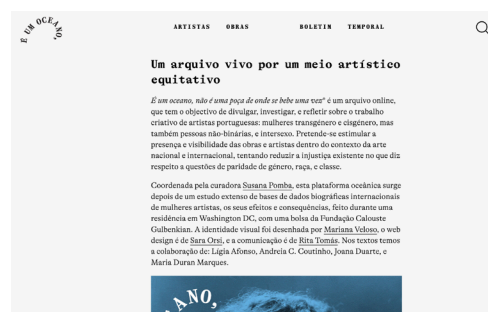 É UM OCEANO,
ARTISTAS OBRAS BOLETIM TEMPORAL
Um arquivo vivo por um meio artístico
equitativo
É um oceano, não é uma poça de onde se bebe uma vez* é um arquivo online,
que tem o objectivo de divulgar, investigar, e refletir sobre o trabalho
criativo de artistas portuguesas: mulheres transgénero e cisgénero, mas
também pessoas não-binárias, e intersexo. Pretende-se estimular a
presença e visibilidade das obras e artistas dentro do contexto da arte
nacional e internacional, tentando reduzir a injustiça existente no que diz
respeito a questões de paridade de género, raça, e classe.
Coordenada pela curadora Susana Pomba, esta plataforma oceânica surge
depois de um estudo extenso de bases de dados biográficas internacionais
de mulheres artistas, os seus efeitos e consequências, feito durante uma
residência em Washington DC, com uma bolsa da Fundação Calouste
Gulbenkian. A identidade visual foi desenhada por Mariana Veloso, o web
design é de Sara Orsi, e a comunicação é de Rita Tomás. Nos textos temos
a colaboração de: Lígia Afonso, Andreia C. Coutinho, Joana Duarte, e
Maria Duran Marques.
ANO,